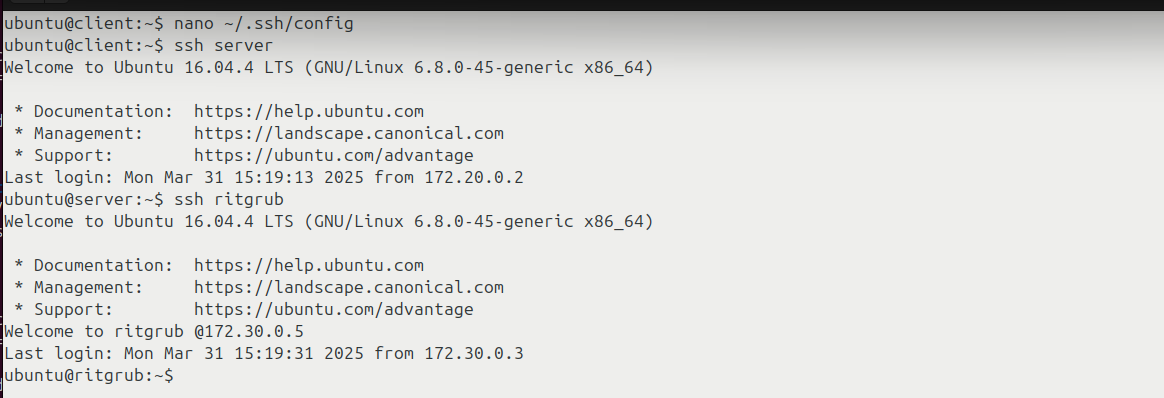 ubuntu@client:~$ nano ~/.ssh/config
ubuntu@client:~$ ssh server
Welcome to Ubuntu 16.04.4 LTS (GNU/Linux 6.8.0-45-generic x86_64)
* Documentation:  https://help.ubuntu.com
* Management:     https://landscape.canonical.com
* Support:        https://ubuntu.com/advantage
Last login: Mon Mar 31 15:19:13 2025 from 172.20.0.2
ubuntu@server:~$ ssh ritgrub
Welcome to Ubuntu 16.04.4 LTS (GNU/Linux 6.8.0-45-generic x86_64)
* Documentation:  https://help.ubuntu.com
* Management:     https://landscape.canonical.com
* Support:        https://ubuntu.com/advantage
Welcome to ritgrub @172.30.0.5
Last login: Mon Mar 31 15:19:31 2025 from 172.30.0.3
ubuntu@ritgrub:~$